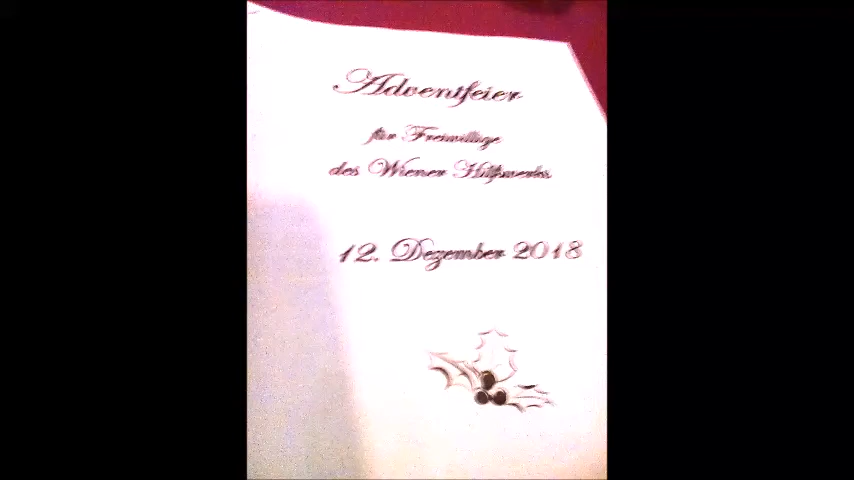 Adventfeier
für Freiwillige
des Wiener Hilfswerks
12. Dezember 2018